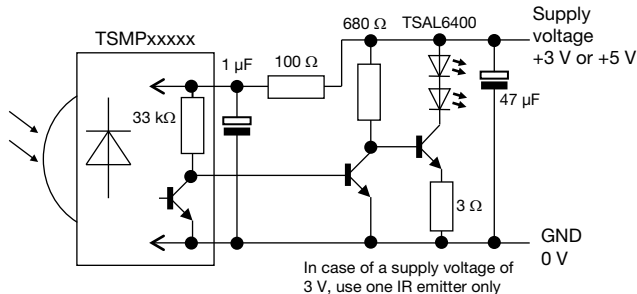 TSMPxxxxx
680 Ω
TSAL6400
Supply
voltage
+3 V or +5 V
1 μF
100 Ω
33 kΩ
47 μF
3 Ω
GND
0 V
In case of a supply voltage of
3 V, use one IR emitter only